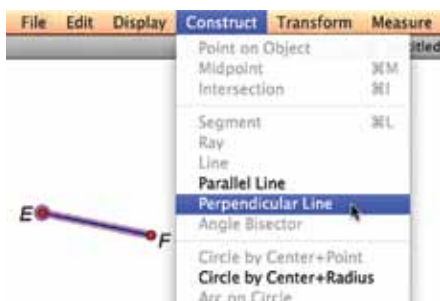 File Edit Display Construct Transform Measure
Point on Object
Midpoint ⌘M
Intersection ⌘I
Segment ⌘L
Ray
Line
Parallel Line
Perpendicular Line
Angle Bisector
Circle by Center+Point
Circle by Center+Radius
Arc on Circle
E
F